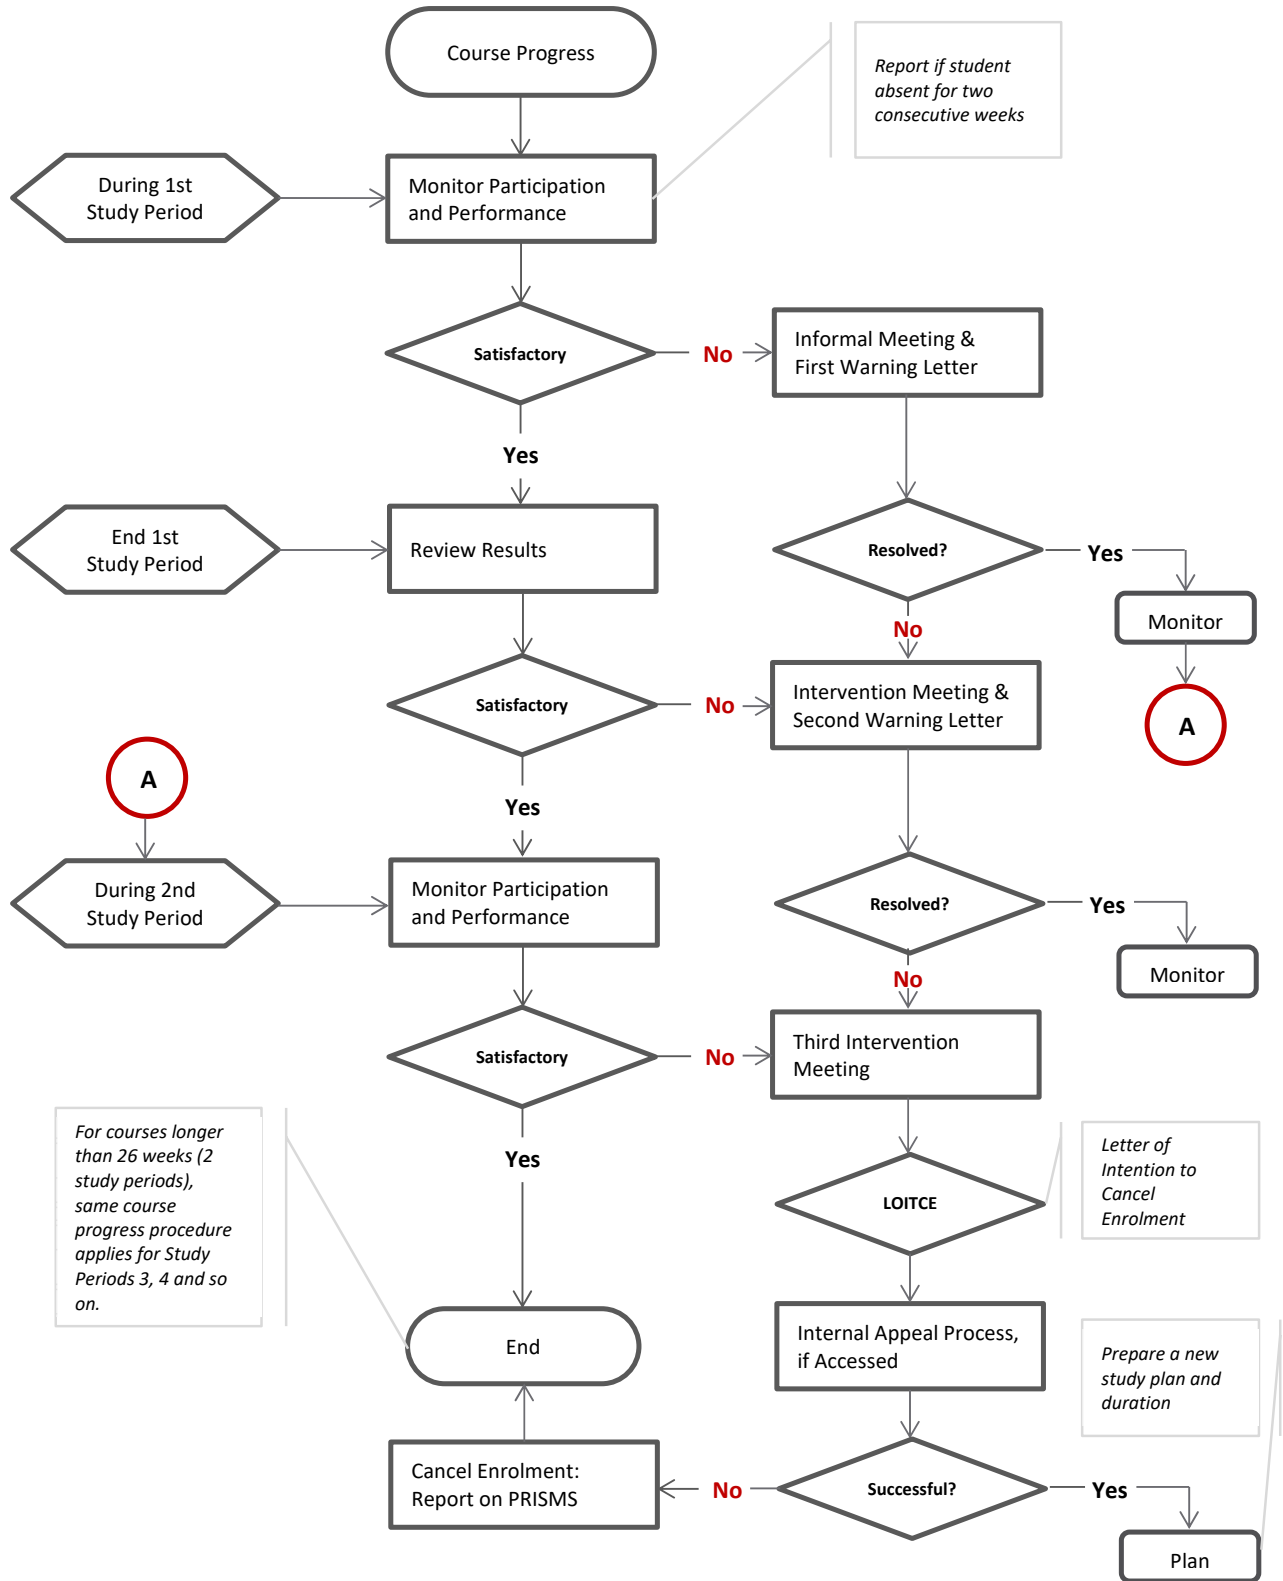 Course Progress
Report if student
absent for two
consecutive weeks
During 1st
Study Period
Monitor Participation
and Performance
Satisfactory
No
Informal Meeting &
First Warning Letter
Yes
End 1st
Study Period
Review Results
Resolved?
Yes
Monitor
No
A
Satisfactory
No
Intervention Meeting &
Second Warning Letter
A
Yes
During 2nd
Study Period
Monitor Participation
and Performance
Resolved?
Yes
Monitor
No
Satisfactory
No
Third Intervention
Meeting
For courses longer
than 26 weeks (2
study periods),
same course
progress procedure
applies for Study
Periods 3, 4 and so
on.
Yes
LOITCE
Letter of
Intention to
Cancel
Enrolment
End
Internal Appeal Process,
if Accessed
Prepare a new
study plan and
duration
Cancel Enrolment:
Report on PRISMS
No
Successful?
Yes
Plan